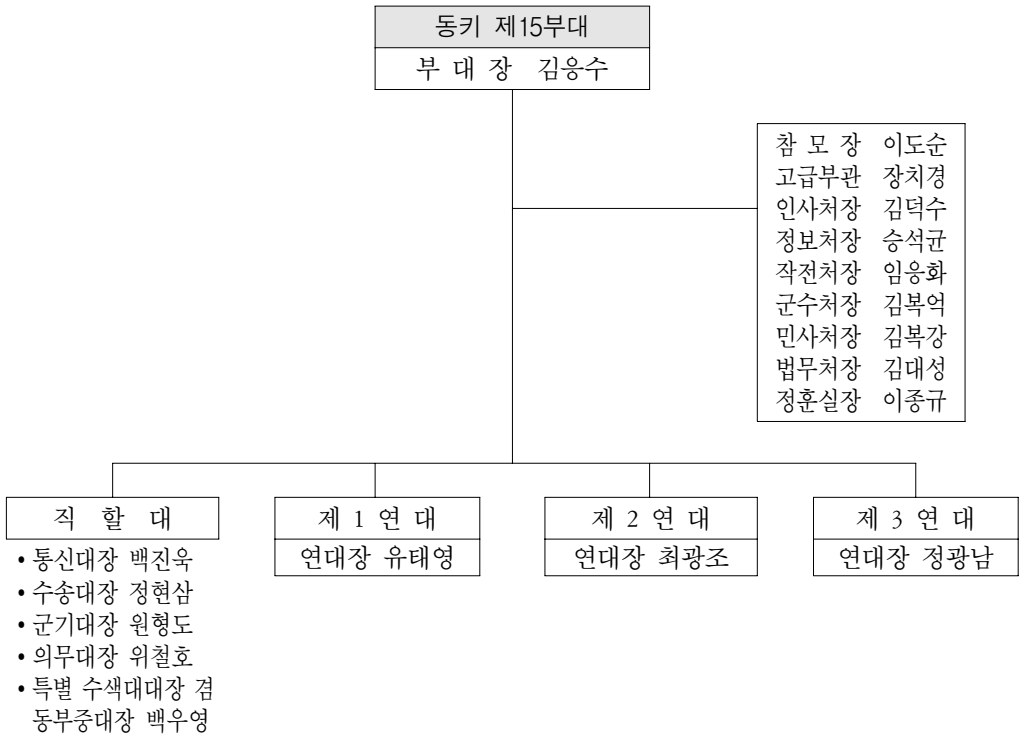 동키 제15부대
부 대 장 김응수
참 모 장 이도순
고급부관 장치경
인사처장 김덕수
정보처장 승석균
작전처장 임응화
군수처장 김복억
민사처장 김복강
법무처장 김대성
정훈실장 이종규
직 할 대
• 통신대장 백진욱
• 수송대장 정현삼
• 군기대장 원형도
• 의무대장 위철호
• 특별 수색대대장 겸
동부중대장 백우영
제 1 연 대
연대장 유태영
제 2 연 대
연대장 최광조
제 3 연 대
연대장 정광남